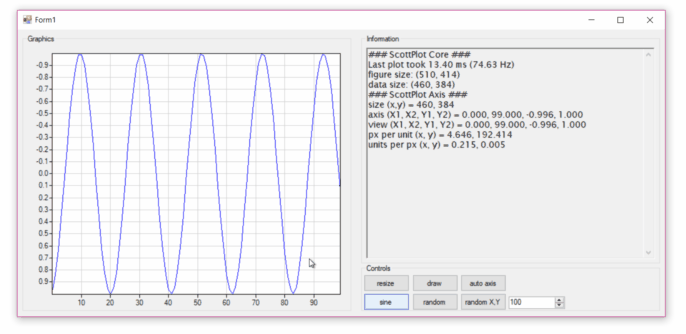 Form1
Graphics
-0.9
-0.8
-0.7
-0.6
-0.5
-0.4
-0.3
-0.2
-0.1
0.0
0.1
0.2
0.3
0.4
0.5
0.6
0.7
0.8
0.9
10 20 30 40 50 60 70 80 90
Information
### ScottPlot Core ###
Last plot took 13.40 ms (74.63 Hz)
figure size: (510, 414)
data size: (460, 384)
### ScottPlot Axis ###
size (x,y) = 460, 384
axis (X1, X2, Y1, Y2) = 0.000, 99.000, -0.996, 1.000
view (X1, X2, Y1, Y2) = 0.000, 99.000, -0.996, 1.000
px per unit (x, y) = 4.646, 192.414
units per px (x, y) = 0.215, 0.005
Controls
resize draw auto axis
sine random random X,Y 100